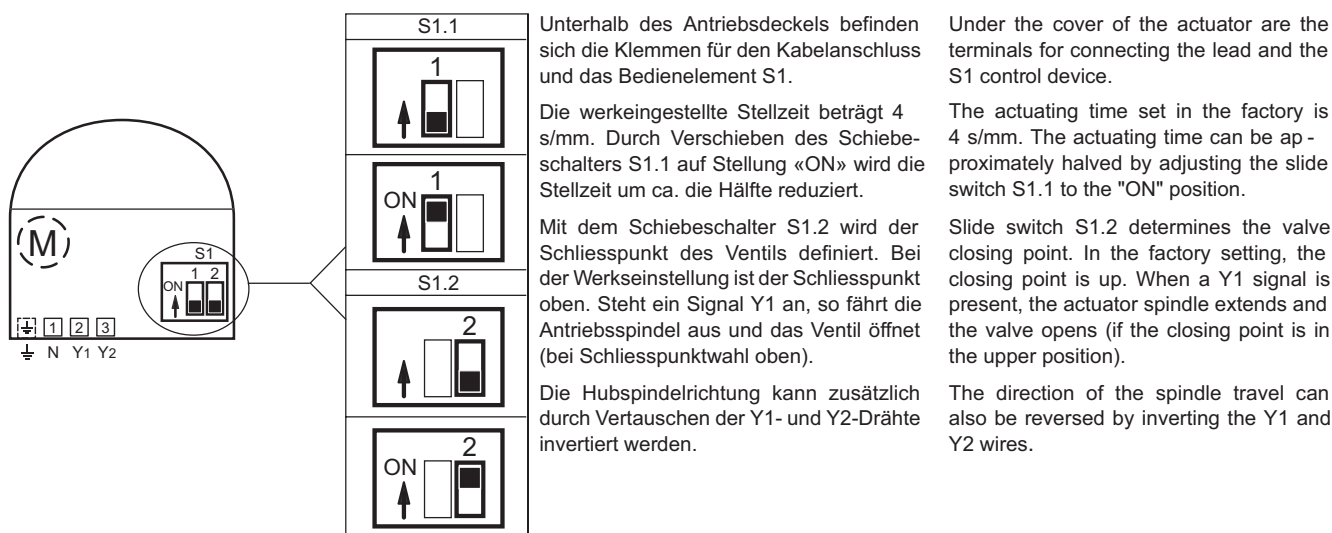 M
S1
1 2
ON
1 2 3
N Y1 Y2
S1.1
1
ON
1
S1.2
2
ON
2
Unterhalb des Antriebsdeckels befinden
sich die Klemmen für den Kabelanschluss
und das Bedienelement S1.
Die werkeingestellte Stellzeit beträgt 4
s/mm. Durch Verschieben des Schiebe-
schalters S1.1 auf Stellung «ON» wird die
Stellzeit um ca. die Hälfte reduziert.
Mit dem Schiebeschalter S1.2 wird der
Schliesspunkt des Ventils definiert. Bei
der Werkseinstellung ist der Schliesspunkt
oben. Steht ein Signal Y1 an, so fährt die
Antriebsspindel aus und das Ventil öffnet
(bei Schliesspunktwahl oben).
Die Hubspindelrichtung kann zusätzlich
durch Vertauschen der Y1- und Y2-Drähte
invertiert werden.
Under the cover of the actuator are the
terminals for connecting the lead and the
S1 control device.
The actuating time set in the factory is
4 s/mm. The actuating time can be ap -
proximately halved by adjusting the slide
switch S1.1 to the "ON" position.
Slide switch S1.2 determines the valve
closing point. In the factory setting, the
closing point is up. When a Y1 signal is
present, the actuator spindle extends and
the valve opens (if the closing point is in
the upper position).
The direction of the spindle travel can
also be reversed by inverting the Y1 and
Y2 wires.